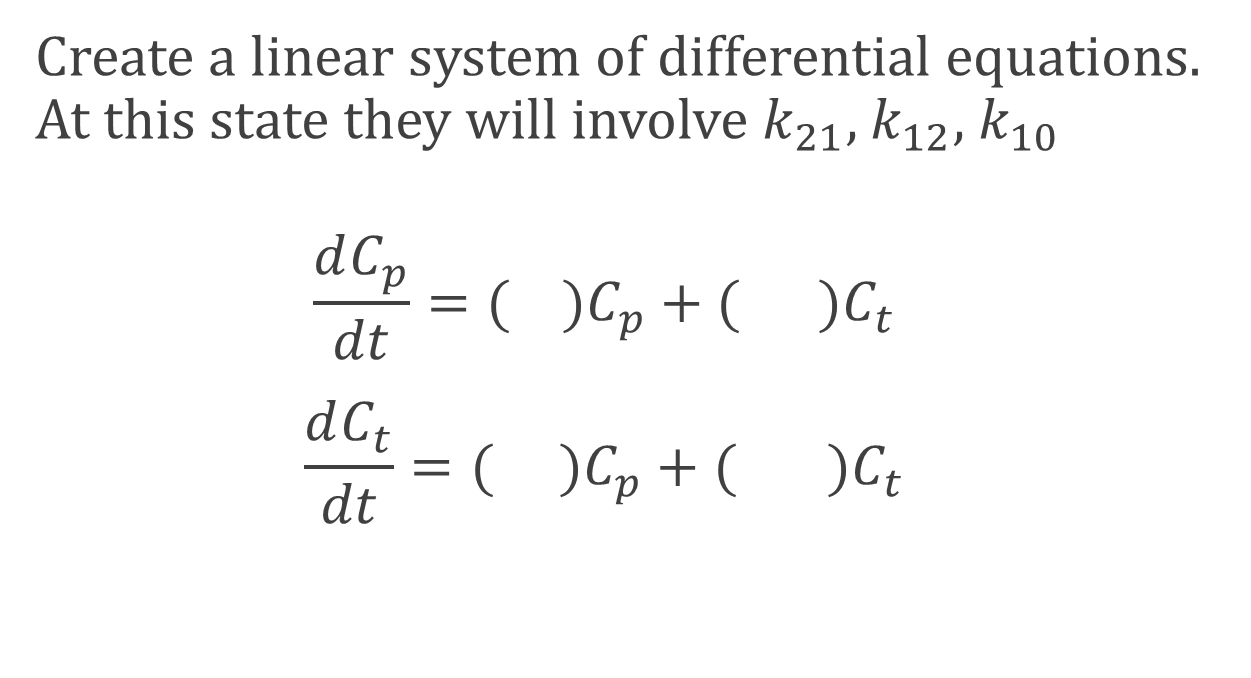 Create a linear system of differential equations.
At this state they will involve k₂₁, k₁₂, k₁₀
dCₚ/dt = ( )Cₚ + ( )Cₜ
dCₜ/dt = ( )Cₚ + ( )Cₜ